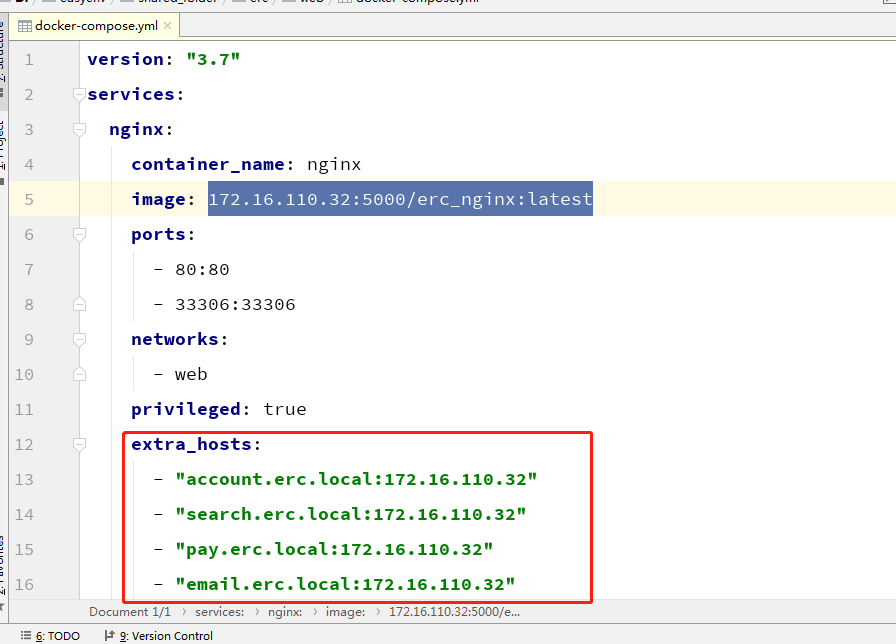 docker-compose.yml
1 version: "3.7"
2 services:
3 nginx:
4 container_name: nginx
5 image: 172.16.110.32:5000/erc_nginx:latest
6 ports:
7 - 80:80
8 - 33306:33306
9 networks:
10 - web
11 privileged: true
12 extra_hosts:
13 - "account.erc.local:172.16.110.32"
14 - "search.erc.local:172.16.110.32"
15 - "pay.erc.local:172.16.110.32"
16 - "email.erc.local:172.16.110.32"
Document 1/1 › services: › nginx: › image: › 172.16.110.32:5000/e...
6: TODO 9: Version Control